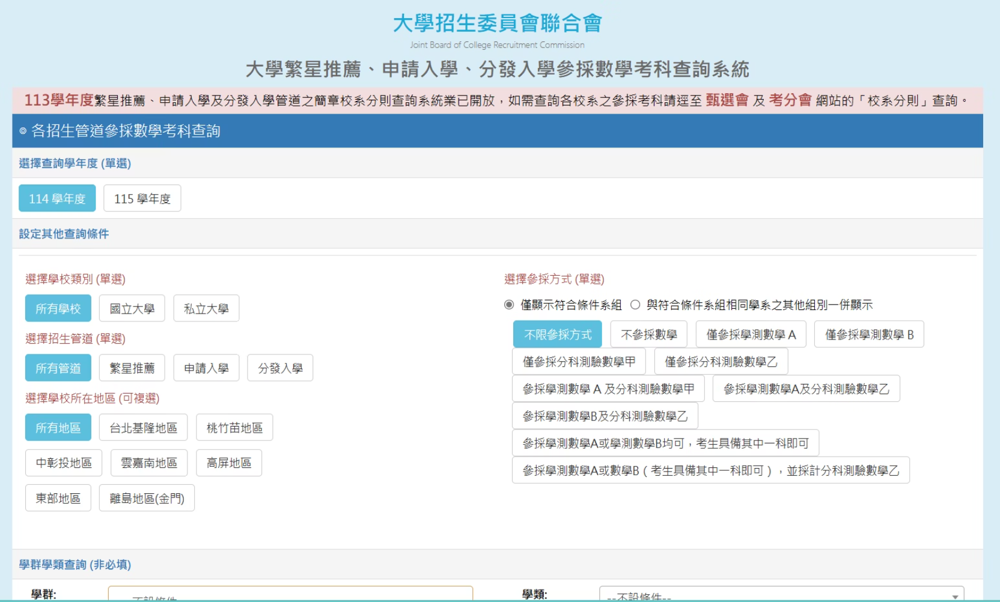 大學招生委員會聯合會
Joint Board of College Recruitment Commission
大學繁星推薦、申請入學、分發入學參採數學考科查詢系統
113學年度繁星推薦、申請入學及分發入學管道之簡章校系分則查詢系統業已開放，如需查詢各校系之參採考科請逕至 甄選會 及 考分會 網站的「校系分則」查詢。
◎ 各招生管道參採數學考科查詢
選擇查詢學年度 (單選)
114 學年度 115 學年度
設定其他查詢條件
選擇學校類別 (單選)
所有學校 國立大學 私立大學
選擇招生管道 (單選)
所有管道 繁星推薦 申請入學 分發入學
選擇學校所在地區 (可複選)
所有地區 台北基隆地區 桃竹苗地區
中彰投地區 雲嘉南地區 高屏地區
東部地區 離島地區(金門)
選擇參採方式 (單選)
僅顯示符合條件系組 與符合條件系組相同學系之其他組別一併顯示
不限參採方式 不參採數學 僅參採學測數學 A 僅參採學測數學 B
僅參採分科測驗數學甲 僅參採分科測驗數學乙
參採學測數學 A 及分科測驗數學甲 參採學測數學A及分科測驗數學乙
參採學測數學B及分科測驗數學乙
參採學測數學A或學測數學B均可，考生具備其中一科即可
參採學測數學A或數學B ( 考生具備其中一科即可 ) ，並採計分科測驗數學乙
學群學類查詢 (非必填)
學群: --不設條件--
學類: --不設條件--